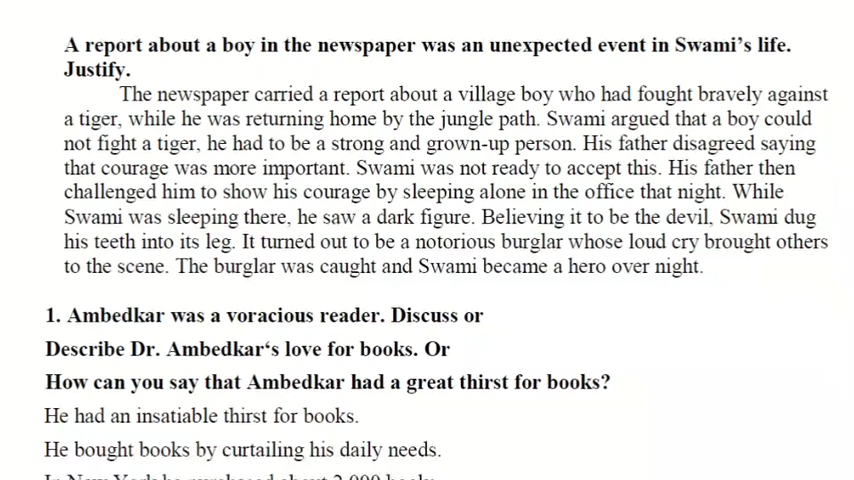 A report about a boy in the newspaper was an unexpected event in Swami’s life.
Justify.
The newspaper carried a report about a village boy who had fought bravely against
a tiger, while he was returning home by the jungle path. Swami argued that a boy could
not fight a tiger, he had to be a strong and grown-up person. His father disagreed saying
that courage was more important. Swami was not ready to accept this. His father then
challenged him to show his courage by sleeping alone in the office that night. While
Swami was sleeping there, he saw a dark figure. Believing it to be the devil, Swami dug
his teeth into its leg. It turned out to be a notorious burglar whose loud cry brought others
to the scene. The burglar was caught and Swami became a hero over night.
1. Ambedkar was a voracious reader. Discuss or
Describe Dr. Ambedkar‘s love for books. Or
How can you say that Ambedkar had a great thirst for books?
He had an insatiable thirst for books.
He bought books by curtailing his daily needs.
In New York he purchased about 2,000 books